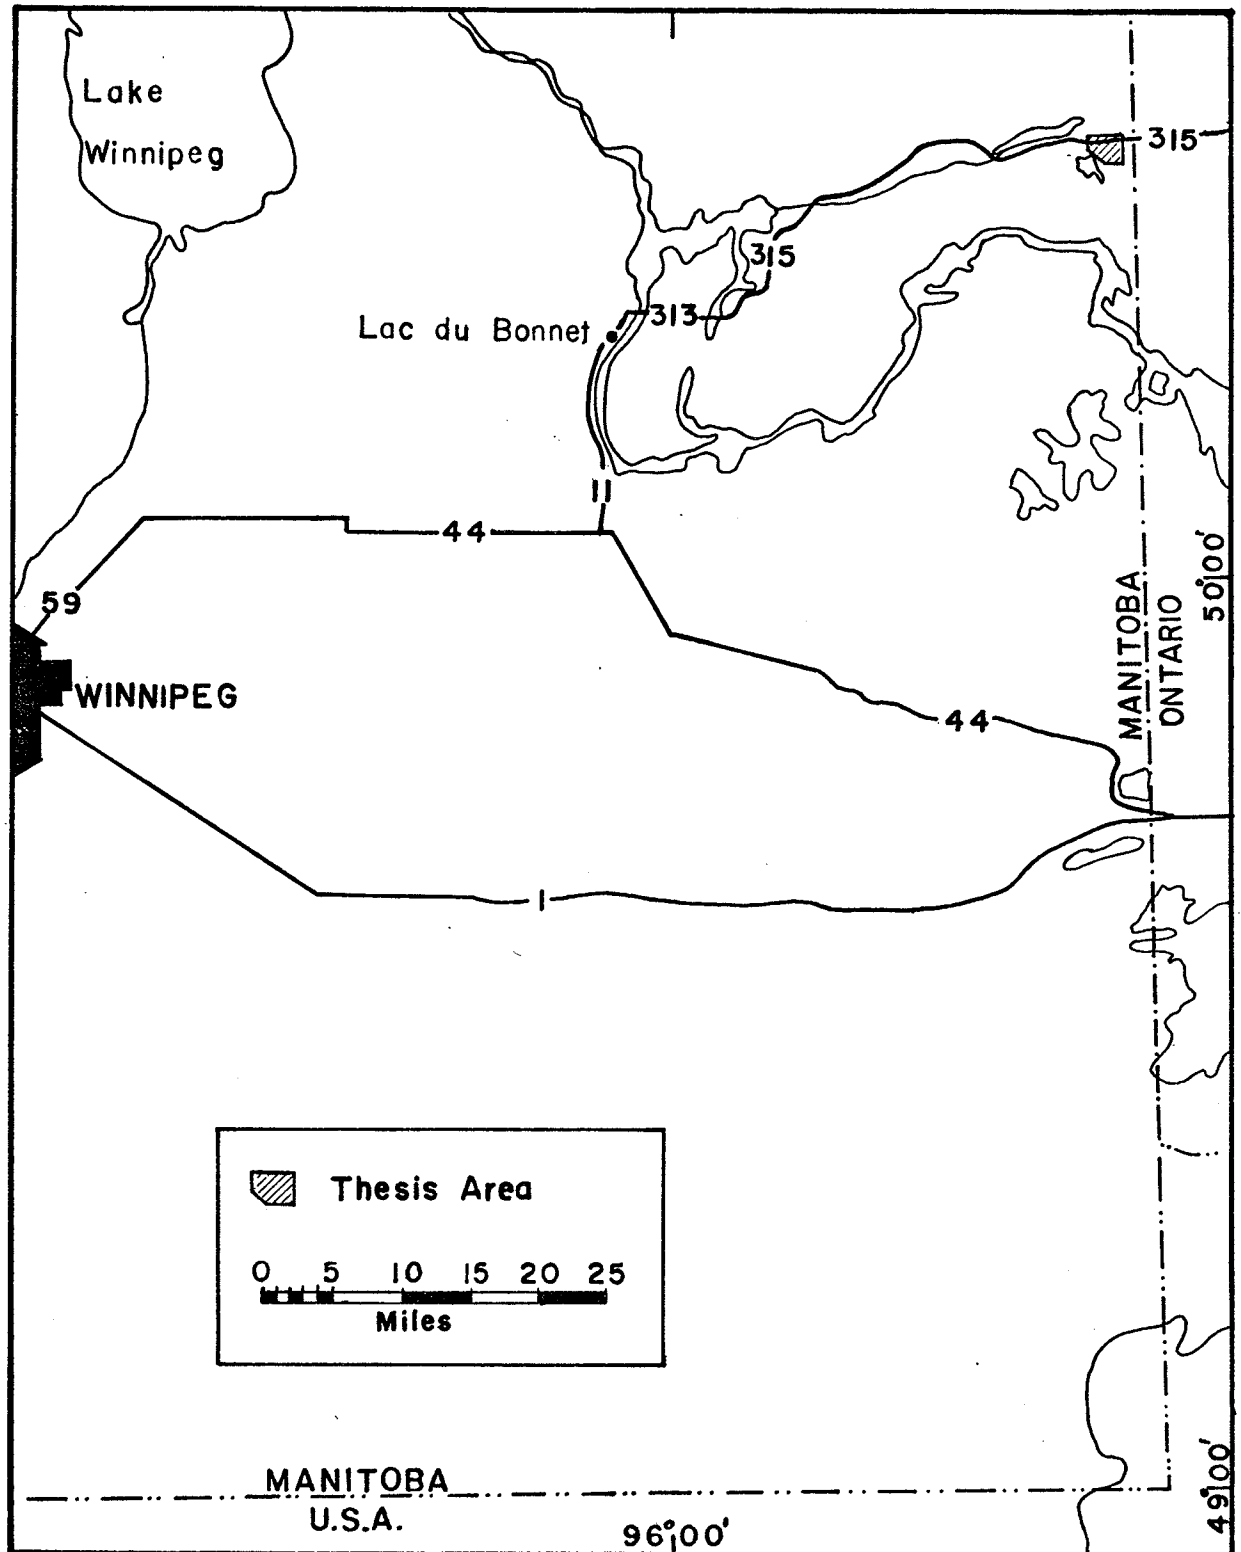 Lake
Winnipeg
315
315
313
Lac du Bonnet
11
44
59
50°00'
MANITOBA
ONTARIO
WINNIPEG
44
1
Thesis Area
0 5 10 15 20 25
Miles
MANITOBA
U.S.A.
96°00'
49°00'